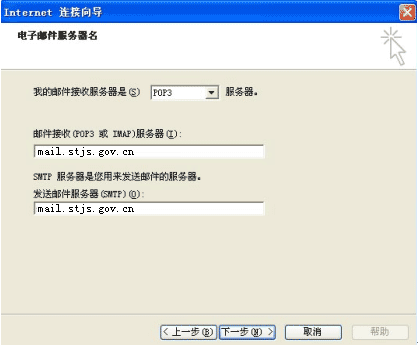 Internet 连接向导
电子邮件服务器名
我的邮件接收服务器是(S) POP3 服务器。
邮件接收(POP3 或 IMAP)服务器(I):
mail.stjs.gov.cn
SMTP 服务器是您用来发送邮件的服务器。
发送邮件服务器(SMTP)(O):
mail.stjs.gov.cn
<上一步(B) 下一步(N)> 取消 帮助